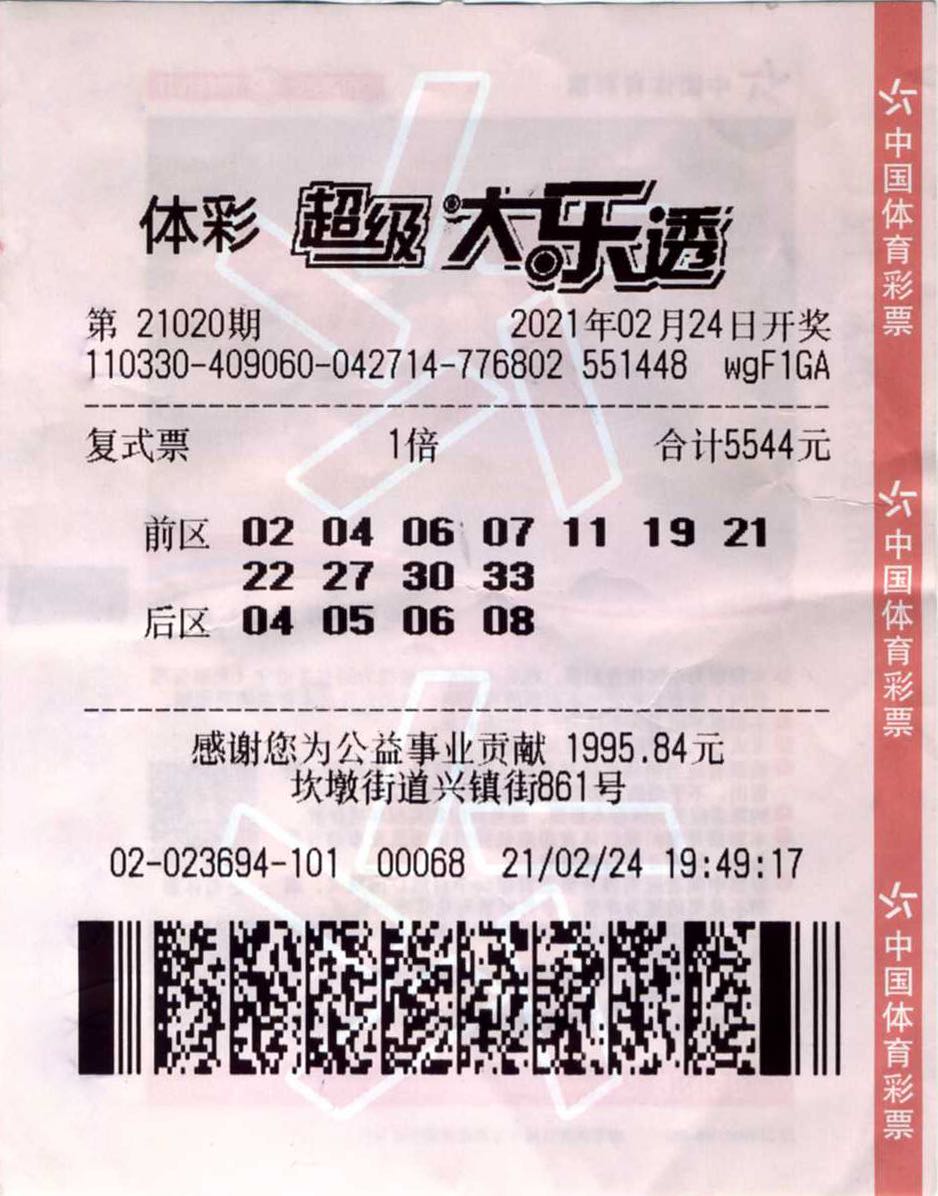 体彩 超级大乐透
第 21020期 2021年02月24日开奖
110330-409060-042714-776802 551448 wgF1GA
复式票 1倍 合计5544元
前区 02 04 06 07 11 19 21
22 27 30 33
后区 04 05 06 08
感谢您为公益事业贡献 1995.84元
坎墩街道兴镇街861号
02-023694-101 00068 21/02/24 19:49:17
中国体育彩票
中国体育彩票
中国体育彩票